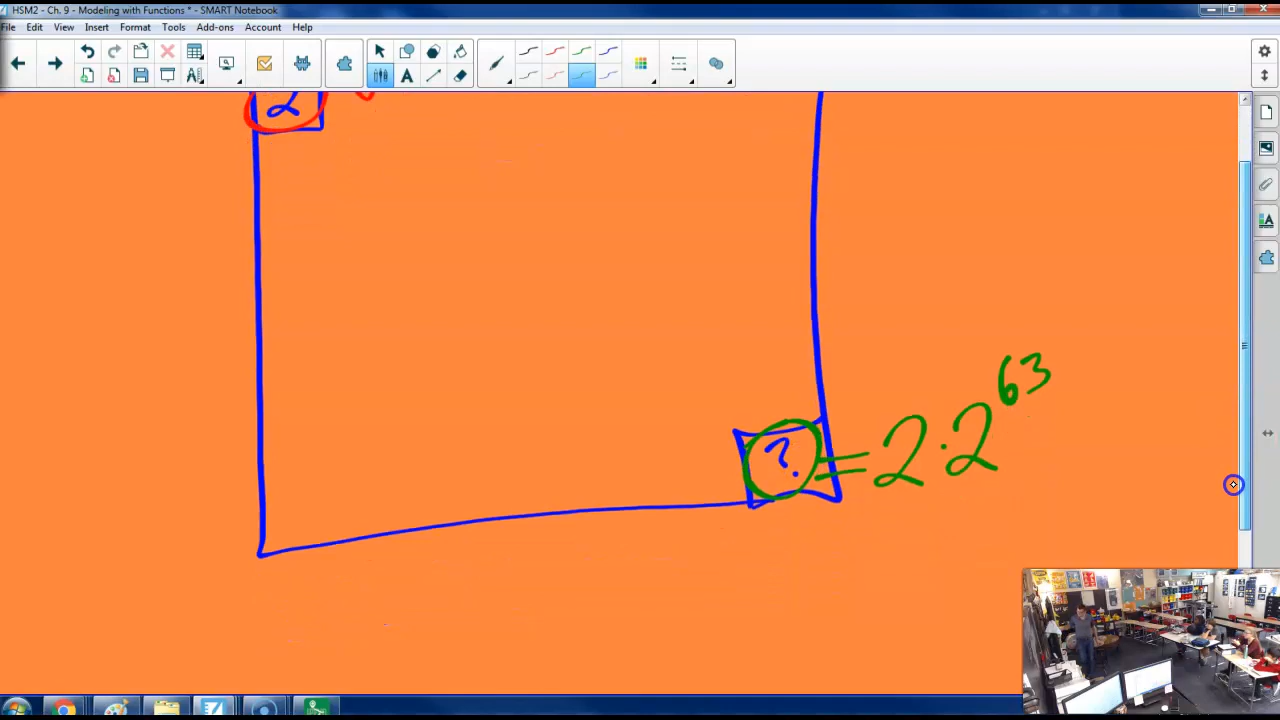 HSM2 - Ch. 9 - Modeling with Functions * - SMART Notebook
File Edit View Insert Format Tools Add-ons Account Help
2
? = 2·2^63